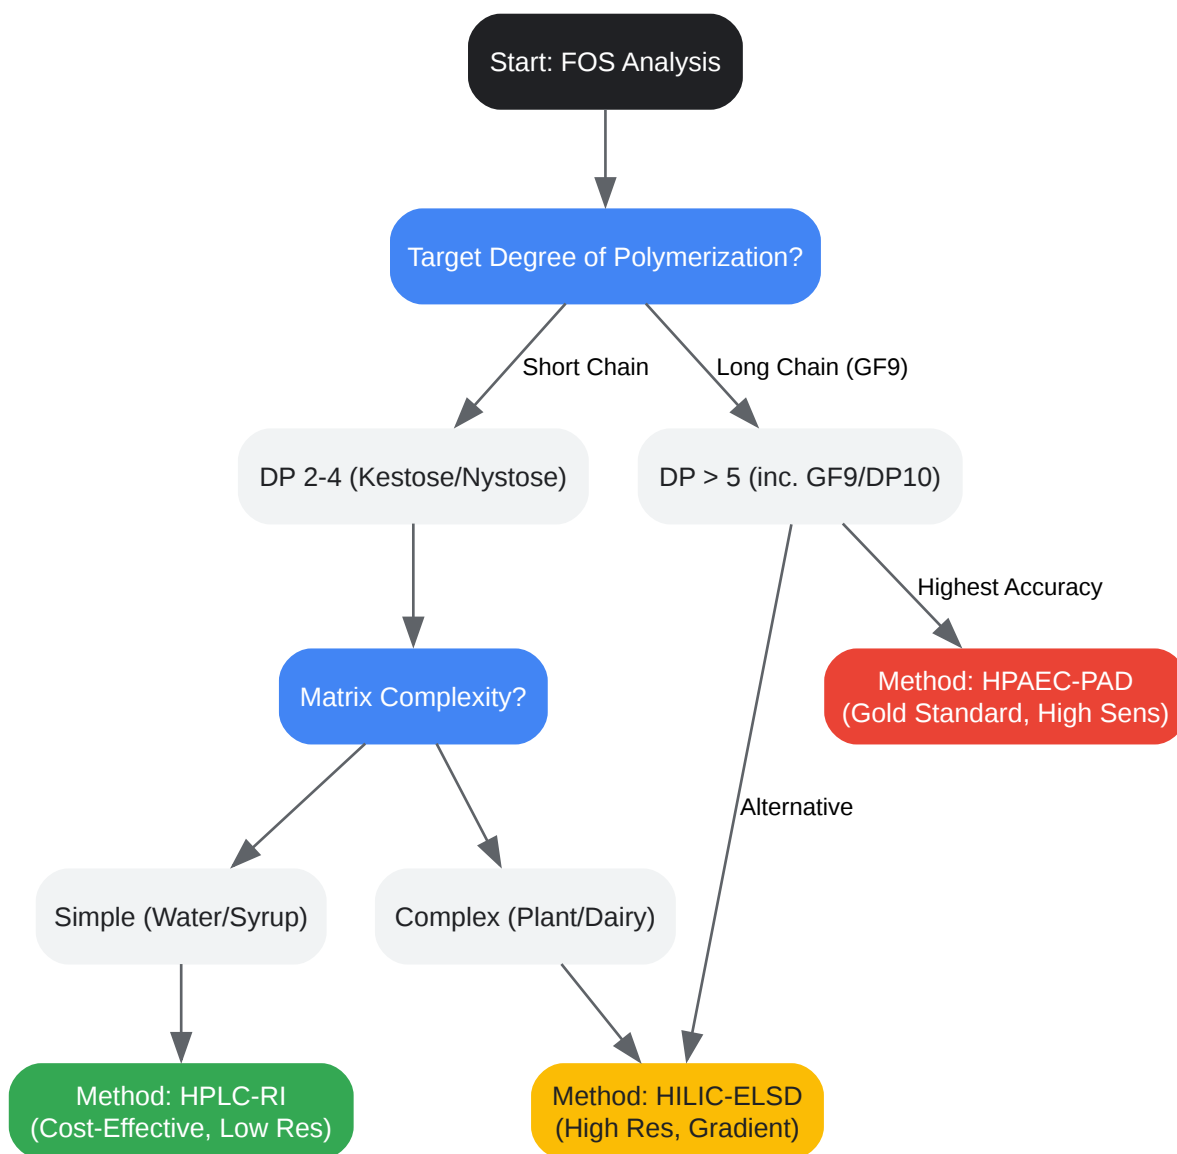 Start: FOS Analysis
Target Degree of Polymerization?
Short Chain
Long Chain (GF9)
DP 2-4 (Kestose/Nystose)
DP > 5 (inc. GF9/DP10)
Highest Accuracy
Matrix Complexity?
Method: HPAEC-PAD
(Gold Standard, High Sens)
Alternative
Simple (Water/Syrup)
Complex (Plant/Dairy)
Method: HPLC-RI
(Cost-Effective, Low Res)
Method: HILIC-ELSD
(High Res, Gradient)